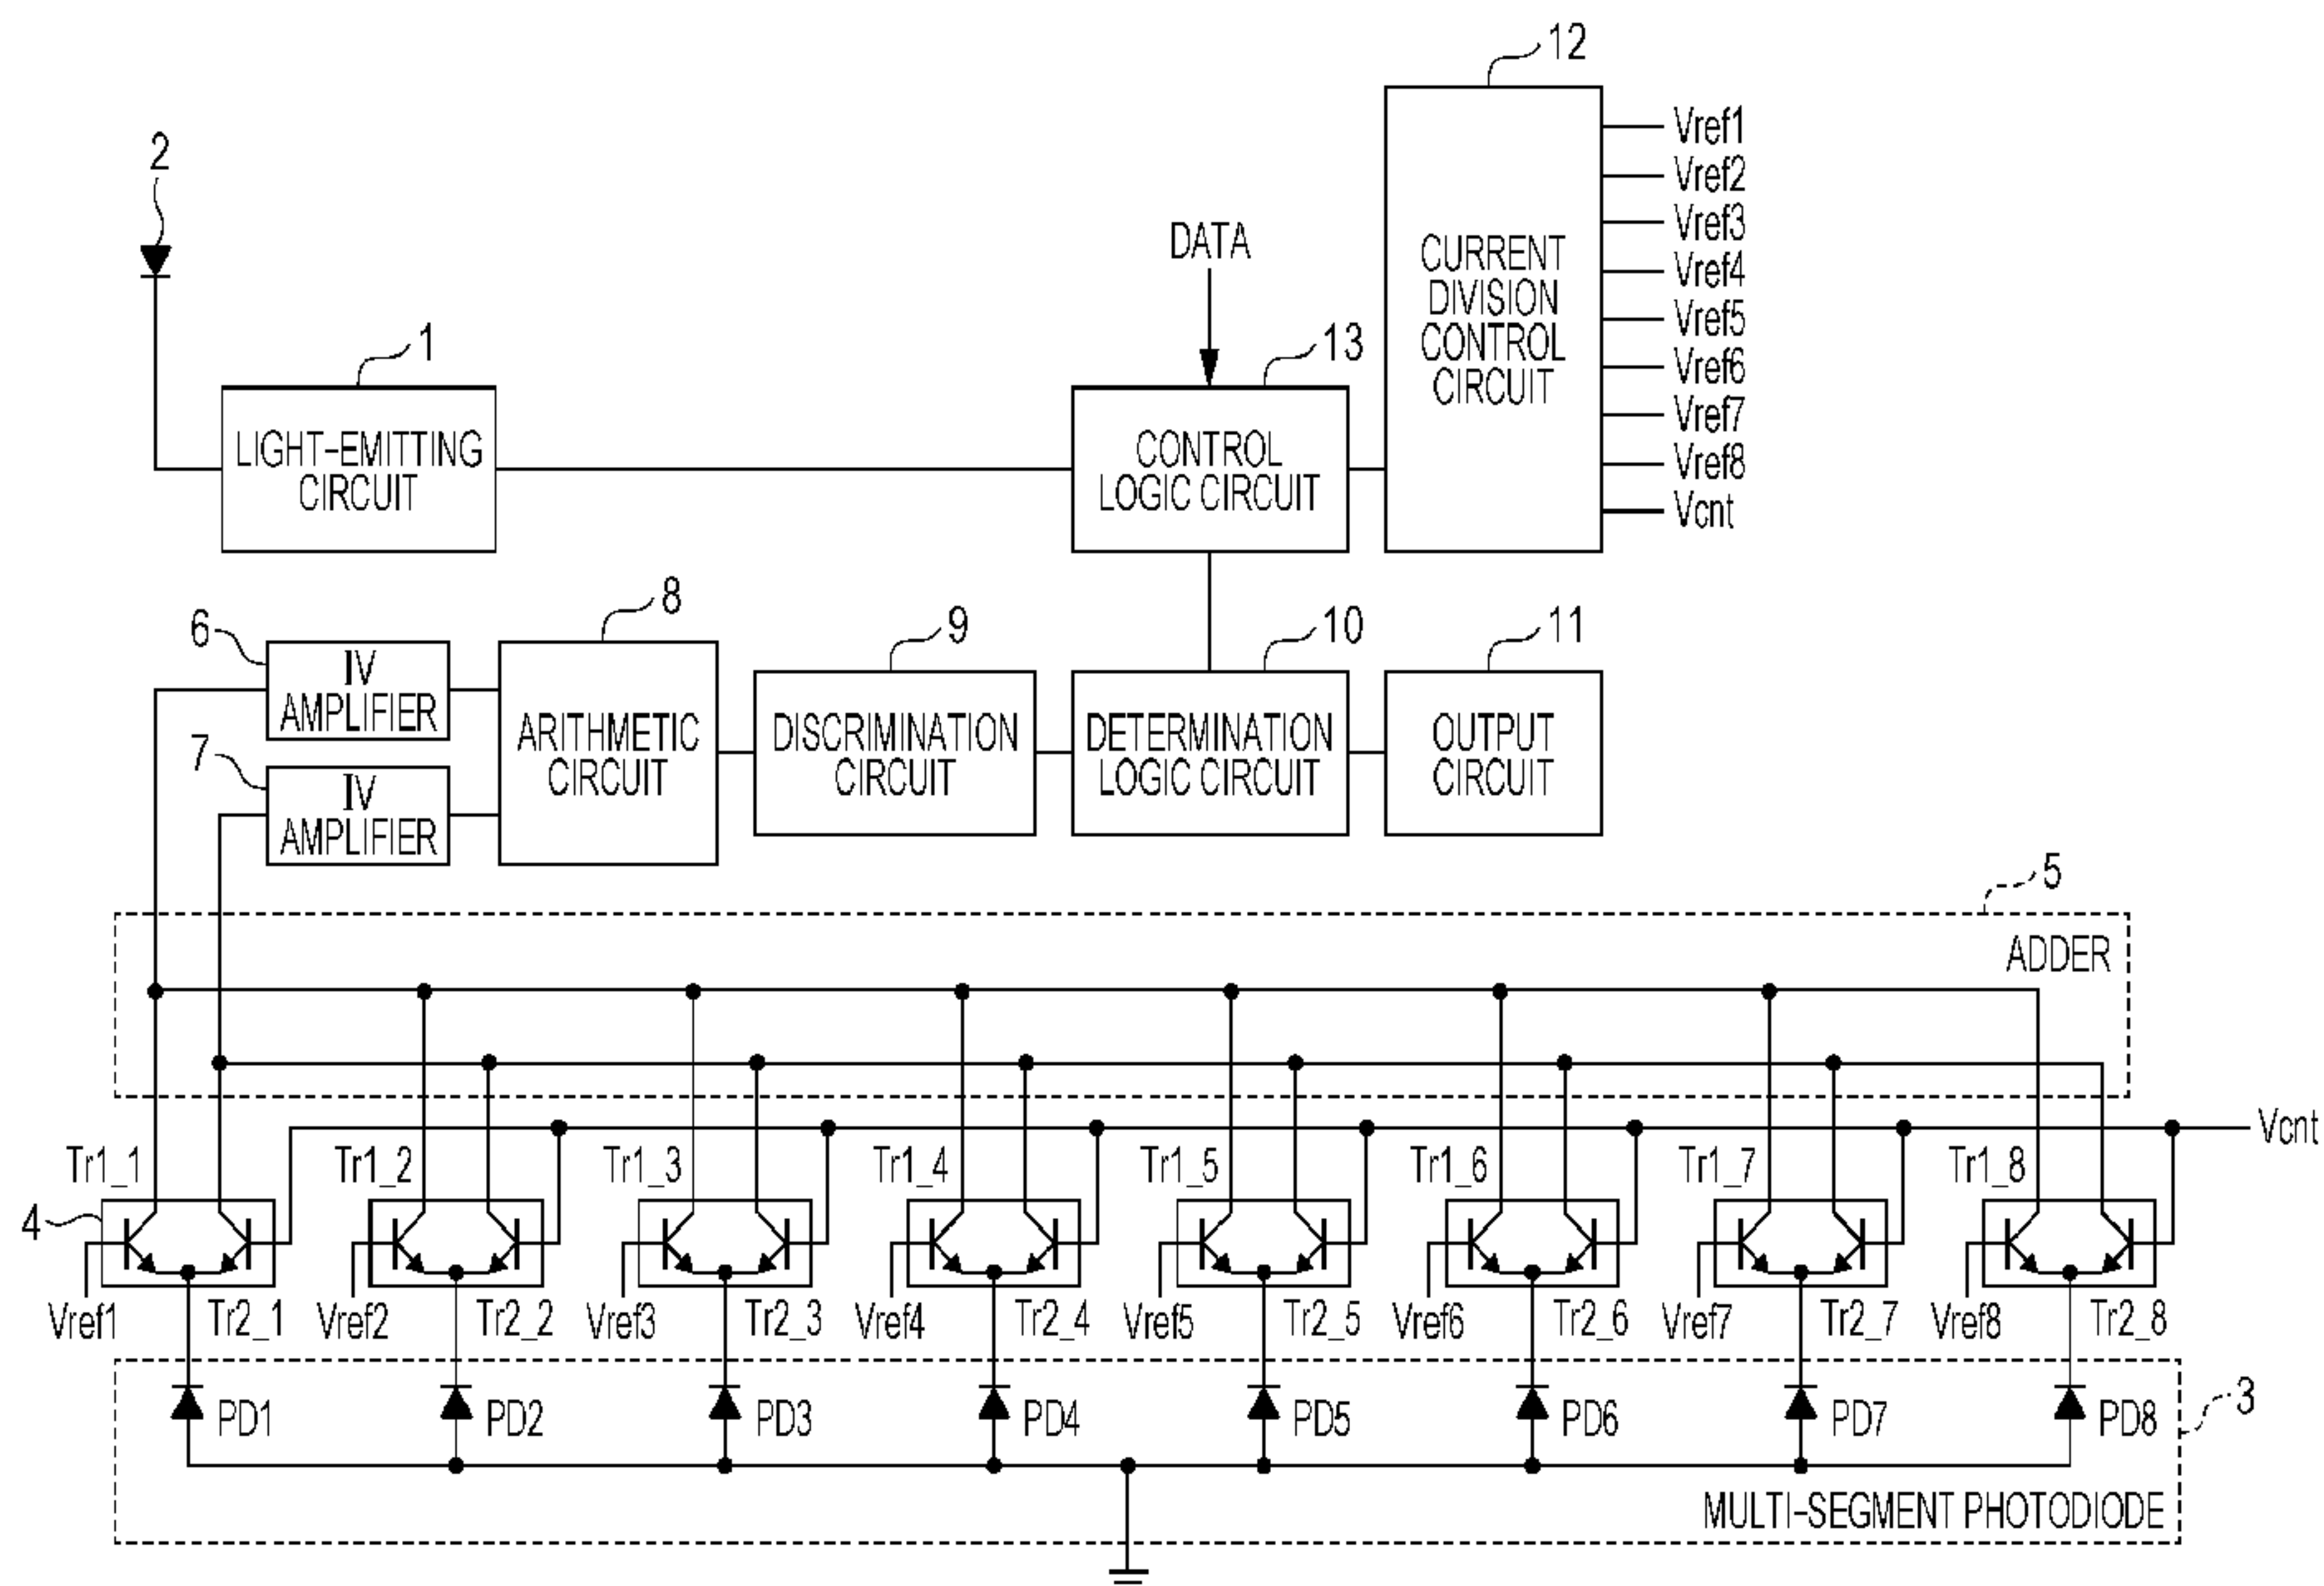 12
Vref1
2
Vref2
Vref3
DATA
CURRENT
DIVISION
CONTROL
CIRCUIT
Vref4
Vref5
1
13
Vref6
Vref7
LIGHT-EMITTING
CIRCUIT
CONTROL
LOGIC CIRCUIT
Vref8
Vcnt
6
8
9
10
11
IV
AMPLIFIER
7
IV
AMPLIFIER
ARITHMETIC
CIRCUIT
DISCRIMINATION
CIRCUIT
DETERMINATION
LOGIC CIRCUIT
OUTPUT
CIRCUIT
5
ADDER
Vcnt
Tr1_1 Tr1_2 Tr1_3 Tr1_4 Tr1_5 Tr1_6 Tr1_7 Tr1_8
4
Vref1 Tr2_1 Vref2 Tr2_2 Vref3 Tr2_3 Vref4 Tr2_4 Vref5 Tr2_5 Vref6 Tr2_6 Vref7 Tr2_7 Vref8 Tr2_8
PD1 PD2 PD3 PD4 PD5 PD6 PD7 PD8
3
MULTI-SEGMENT PHOTODIODE